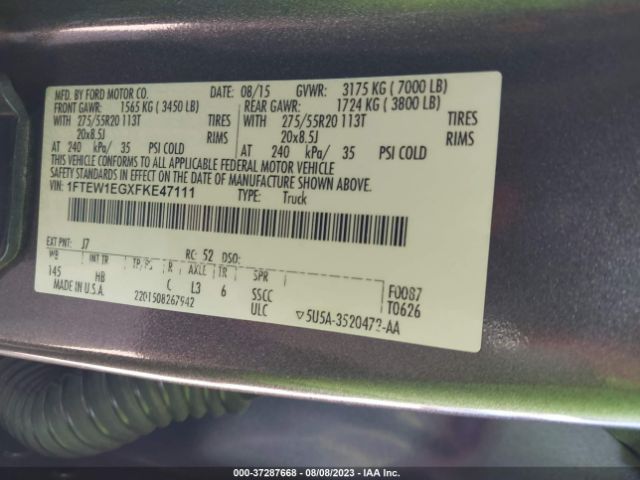 MFD. BY FORD MOTOR CO. DATE: 08/15 GVWR: 3175 KG ( 7000 LB)
FRONT GAWR: 1565 KG ( 3450 LB) REAR GAWR: 1724 KG ( 3800 LB)
WITH 275/55R20 113T TIRES WITH 275/55R20 113T TIRES
20x8.5J RIMS 20x8.5J RIMS
AT 240 kPa/ 35 PSI COLD AT 240 kPa/ 35 PSI COLD
THIS VEHICLE CONFORMS TO ALL APPLICABLE FEDERAL MOTOR VEHICLE
SAFETY STANDARDS IN EFFECT ON THE DATE OF MANUFACTURE SHOWN ABOVE.
VIN: 1FTEW1EGXFKE47111 TYPE: Truck
EXT PNT: J7 RC: 52 DSO:
WB INT TR TP/PS R AXLE TR SPR
145 HB C L3 6 SSCC F0087
MADE IN U.S.A. 2201508267942 ULC T0626
▽5U5A-3520472-AA
000-37287668 - 08/08/2023 - IAA Inc.